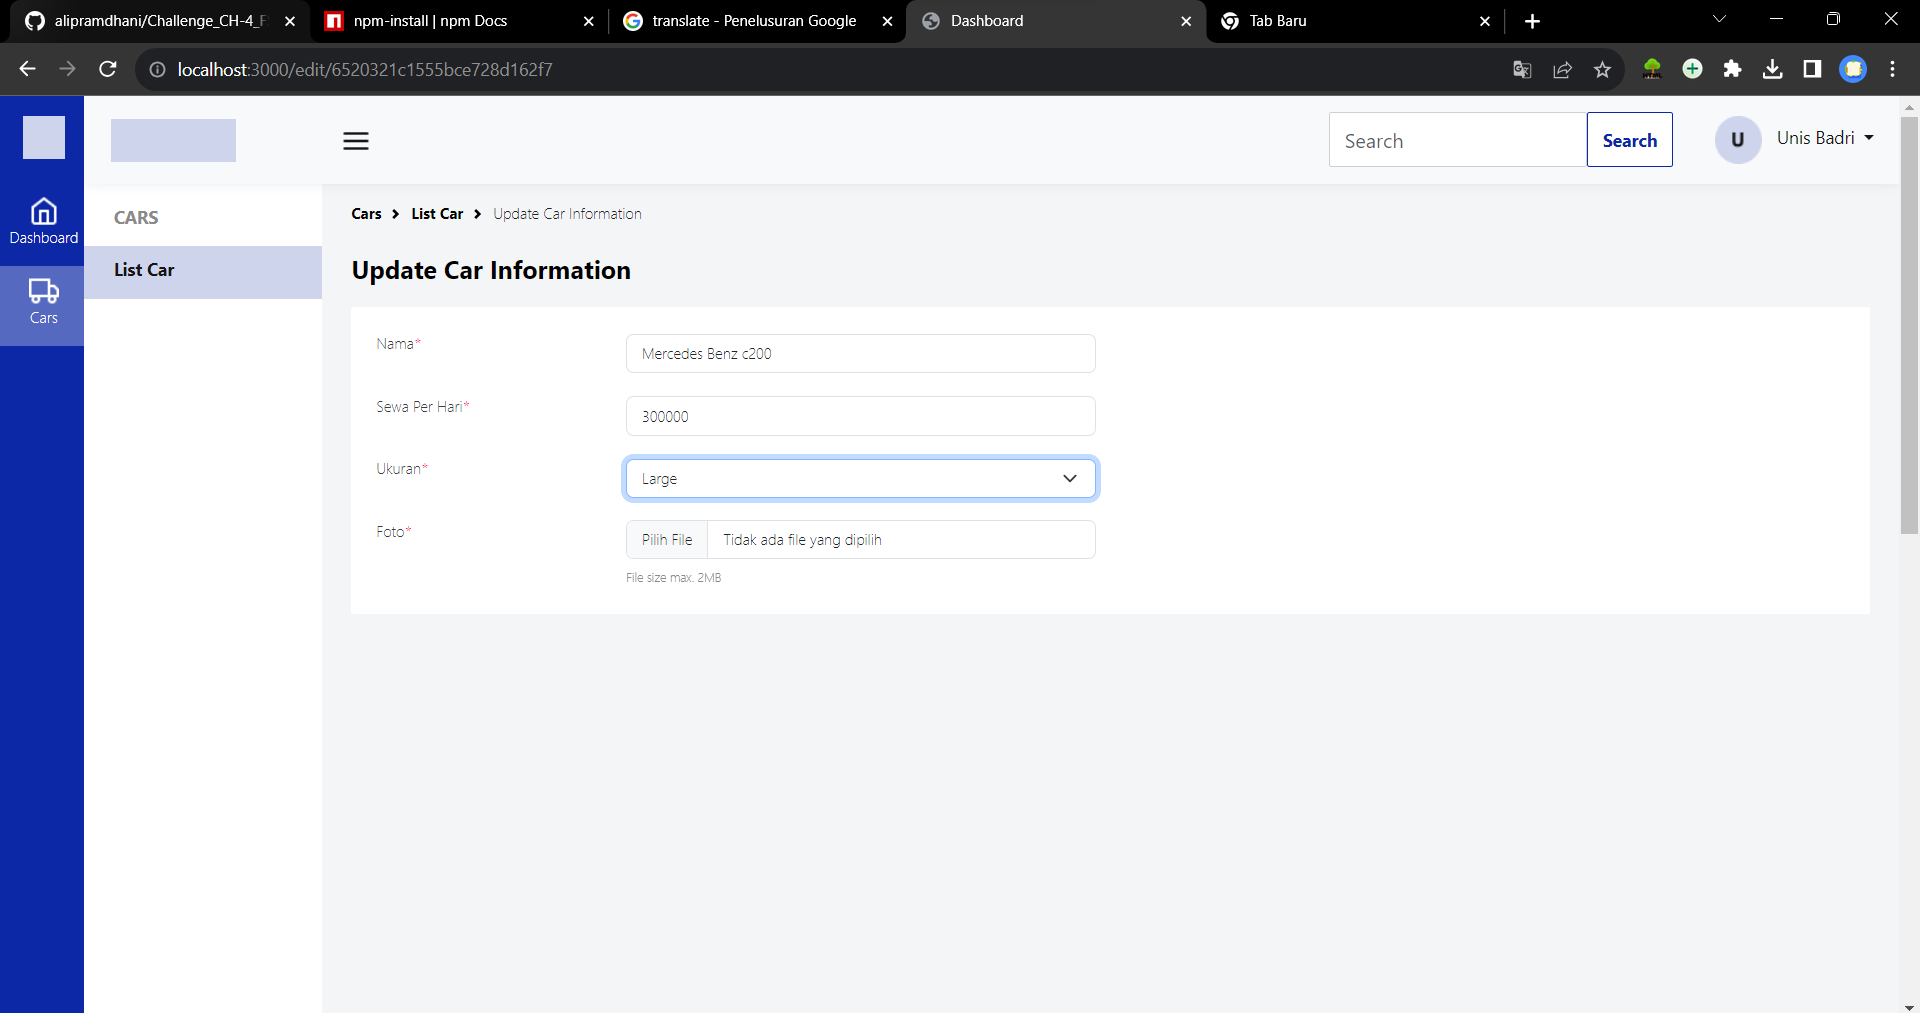 alipramdhani/Challenge_CH-4_F
npm-install | npm Docs
translate - Penelusuran Google
Dashboard
Tab Baru
localhost:3000/edit/6520321c1555bce728d162f7
Search
Search
U
Unis Badri
Dashboard
Cars
CARS
List Car
Cars > List Car > Update Car Information
Update Car Information
Nama*
Mercedes Benz c200
Sewa Per Hari*
300000
Ukuran*
Large
Foto*
Pilih File
Tidak ada file yang dipilih
File size max. 2MB